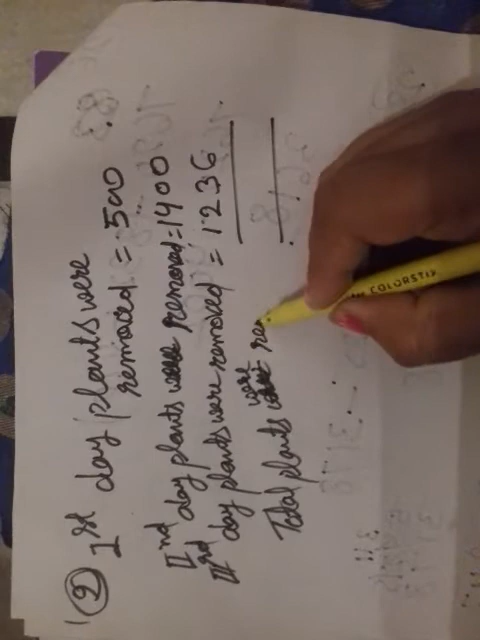 ② 1st day plants were
removed = 500
IInd day plants were removed = 1400
IIIrd day plants were removed = 1236
Total plants were re
COLORSTIX